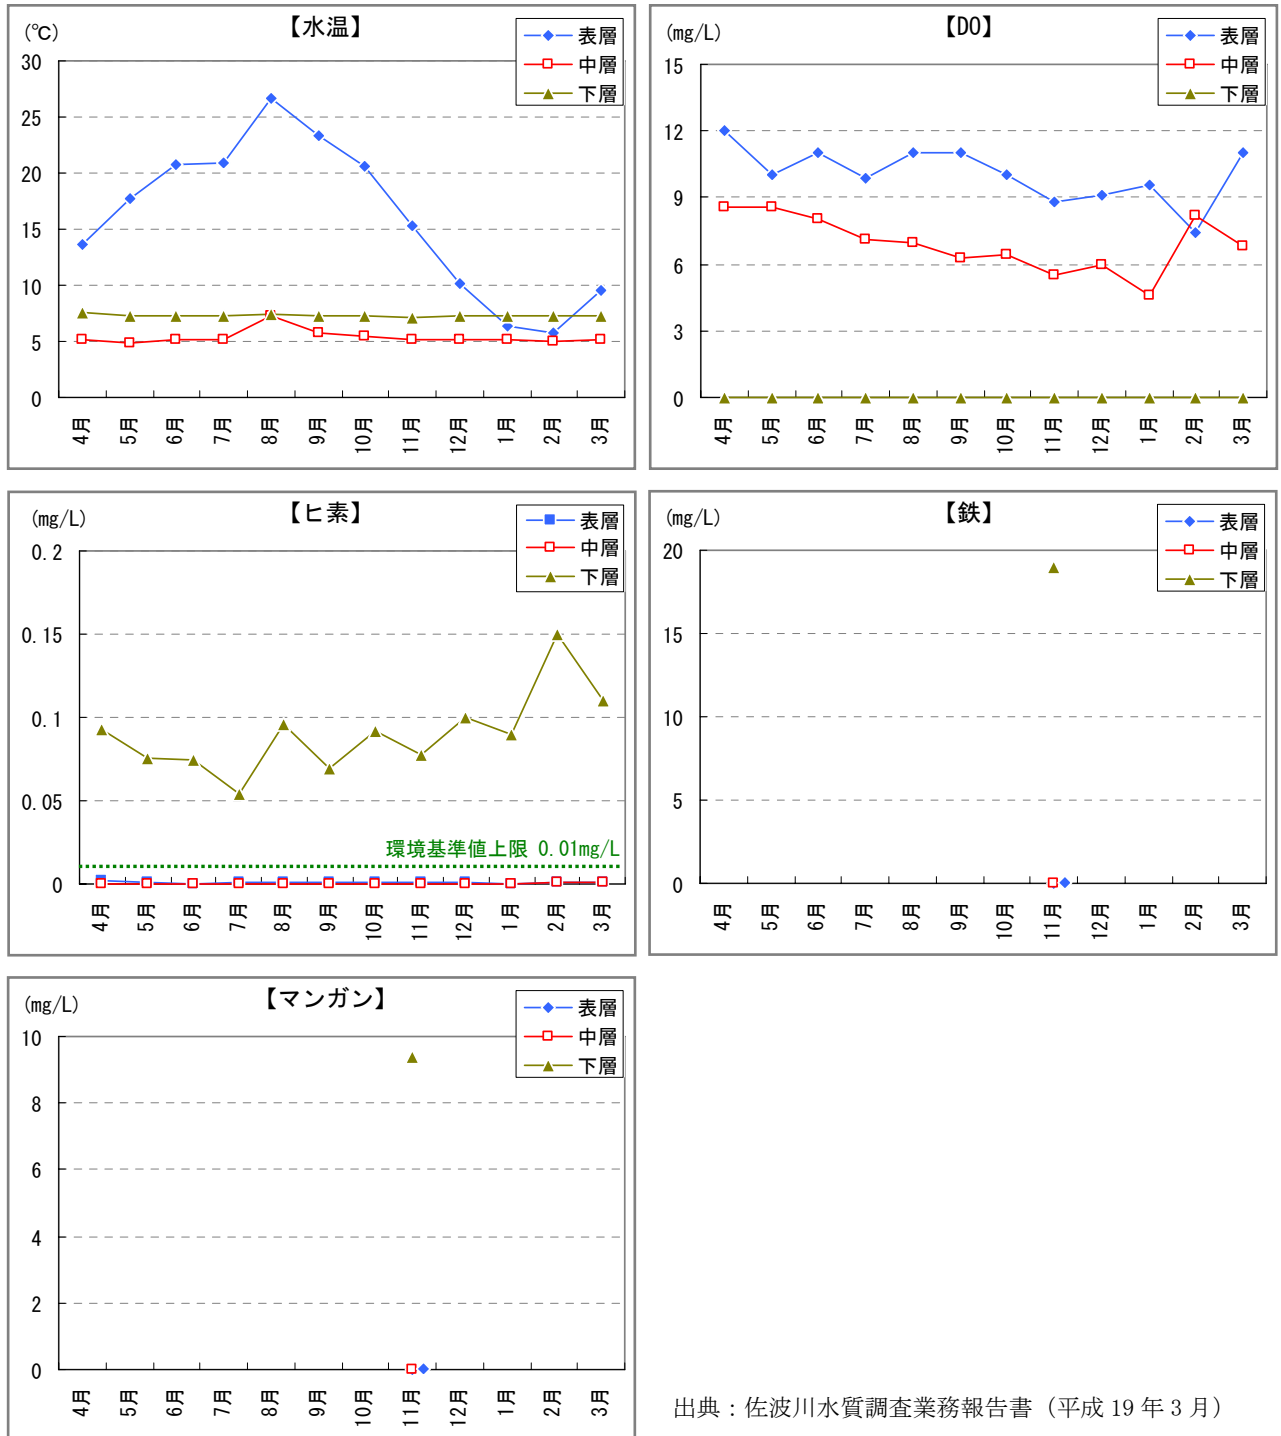 【水温】
(℃)
表層
中層
下層
30
25
20
15
10
5
0
4月 5月 6月 7月 8月 9月 10月 11月 12月 1月 2月 3月
【DO】
(mg/L)
表層
中層
下層
15
12
9
6
3
0
4月 5月 6月 7月 8月 9月 10月 11月 12月 1月 2月 3月
【ヒ素】
(mg/L)
表層
中層
下層
0.2
0.15
0.1
0.05
環境基準値上限 0.01mg/L
0
4月 5月 6月 7月 8月 9月 10月 11月 12月 1月 2月 3月
【鉄】
(mg/L)
表層
中層
下層
20
15
10
5
0
4月 5月 6月 7月 8月 9月 10月 11月 12月 1月 2月 3月
【マンガン】
(mg/L)
表層
中層
下層
10
8
6
4
2
0
4月 5月 6月 7月 8月 9月 10月 11月 12月 1月 2月 3月
出典：佐波川水質調査業務報告書（平成 19 年 3 月）